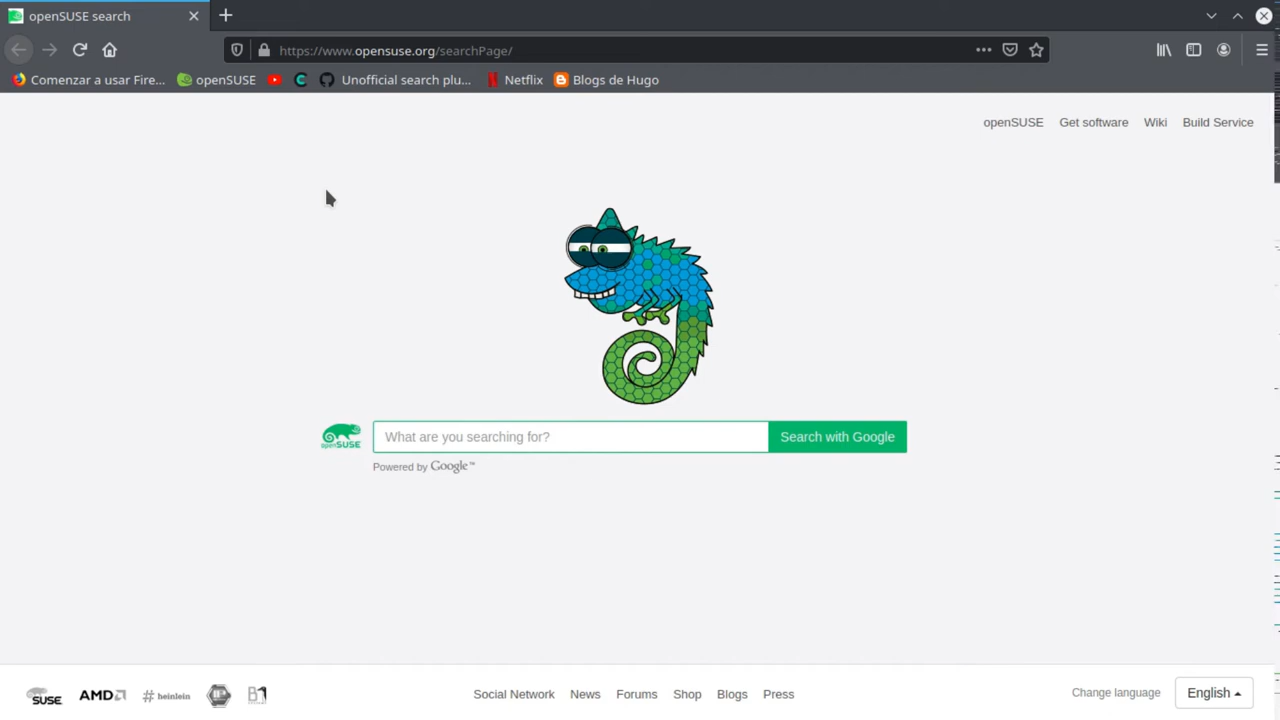 openSUSE search
https://www.opensuse.org/searchPage/
Comenzar a usar Fire... openSUSE Unofficial search plu... Netflix Blogs de Hugo
openSUSE Get software Wiki Build Service
openSUSE What are you searching for? Search with Google
Powered by Google™
SUSE AMD # heinlein B1 Social Network News Forums Shop Blogs Press Change language English